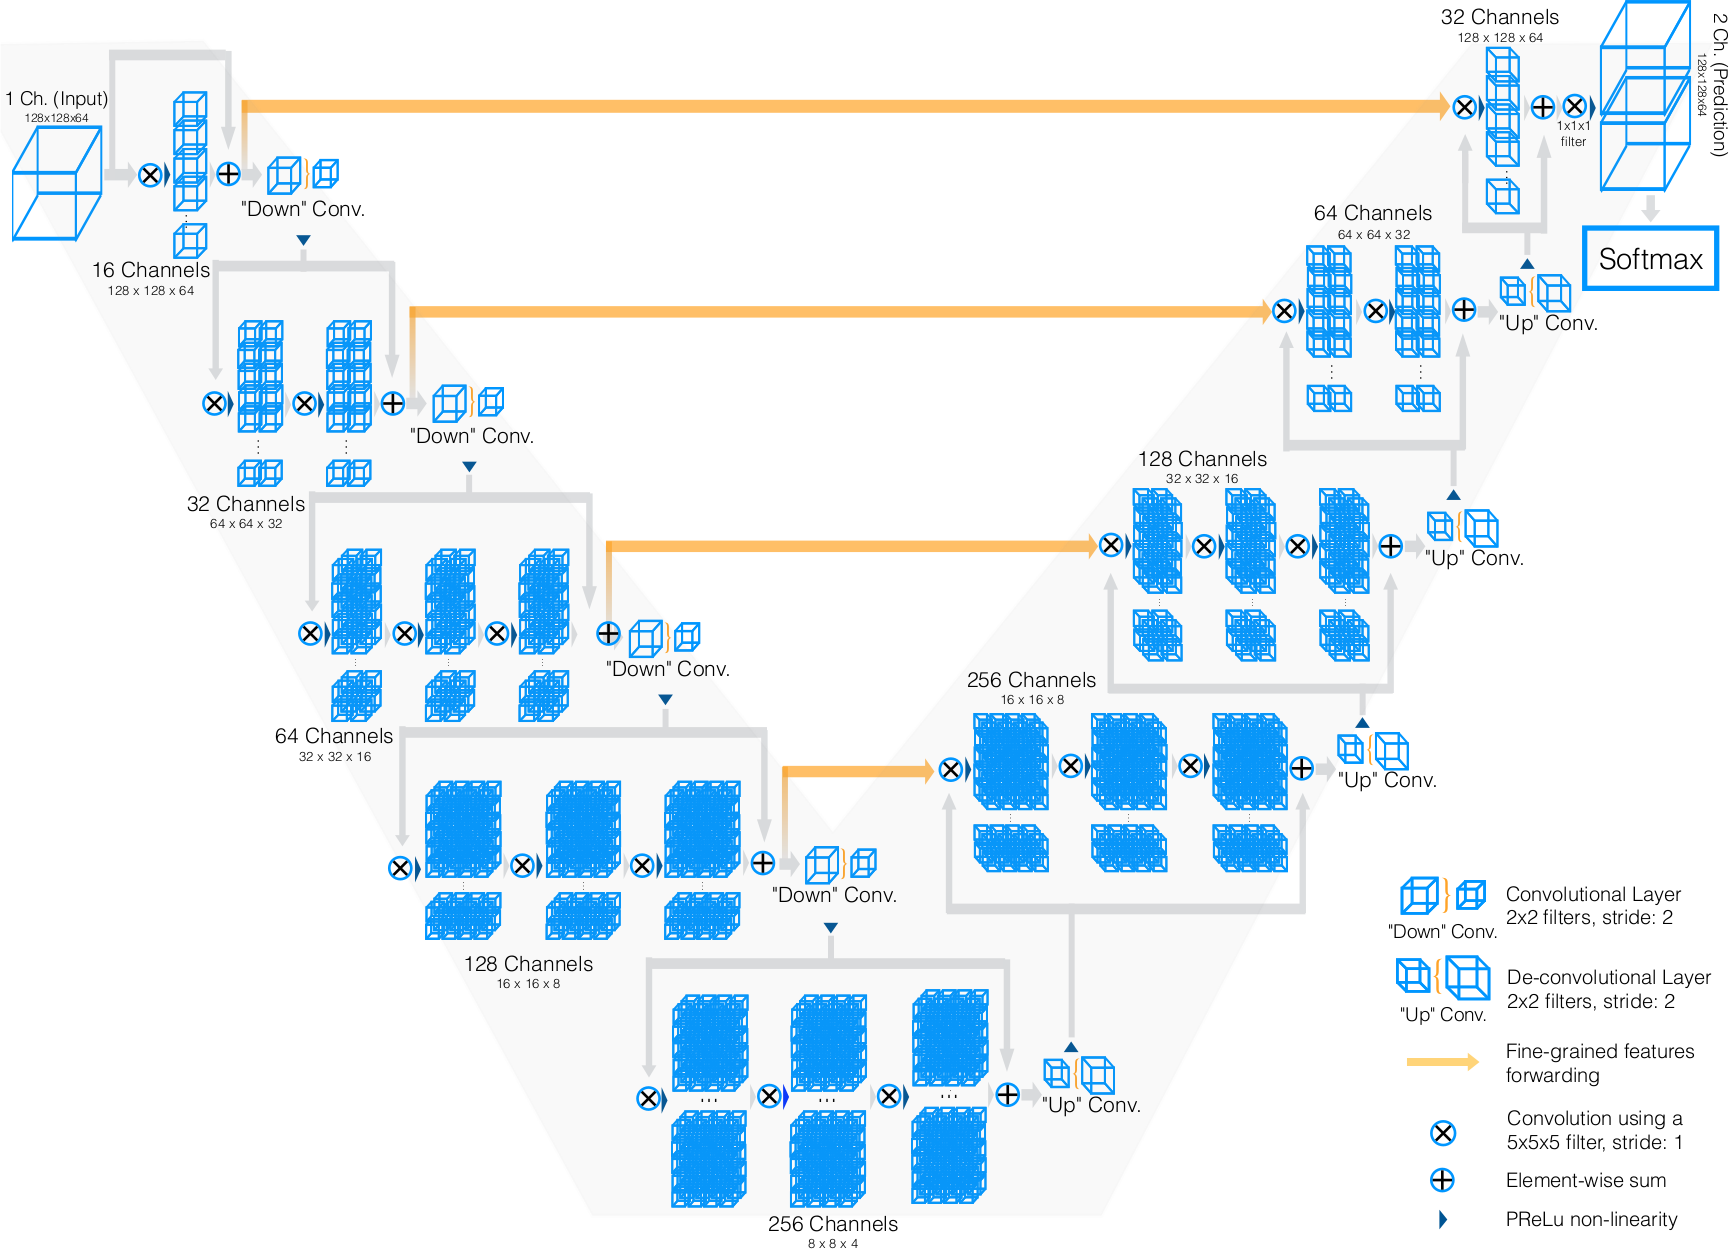 1 Ch. (Input)
128x128x64
"Down" Conv.
16 Channels
128 x 128 x 64
"Down" Conv.
32 Channels
64 x 64 x 32
"Down" Conv.
64 Channels
32 x 32 x 16
"Down" Conv.
128 Channels
16 x 16 x 8
...
...
...
256 Channels
8 x 8 x 4
"Up" Conv.
256 Channels
16 x 16 x 8
"Up" Conv.
128 Channels
32 x 32 x 16
"Up" Conv.
64 Channels
64 x 64 x 32
"Up" Conv.
32 Channels
128 x 128 x 64
1x1x1
filter
2 Ch. (Prediction)
128x128x64
Softmax
"Down" Conv.
Convolutional Layer
2x2 filters, stride: 2
"Up" Conv.
De-convolutional Layer
2x2 filters, stride: 2
Fine-grained features
forwarding
Convolution using a
5x5x5 filter, stride: 1
Element-wise sum
PReLu non-linearity